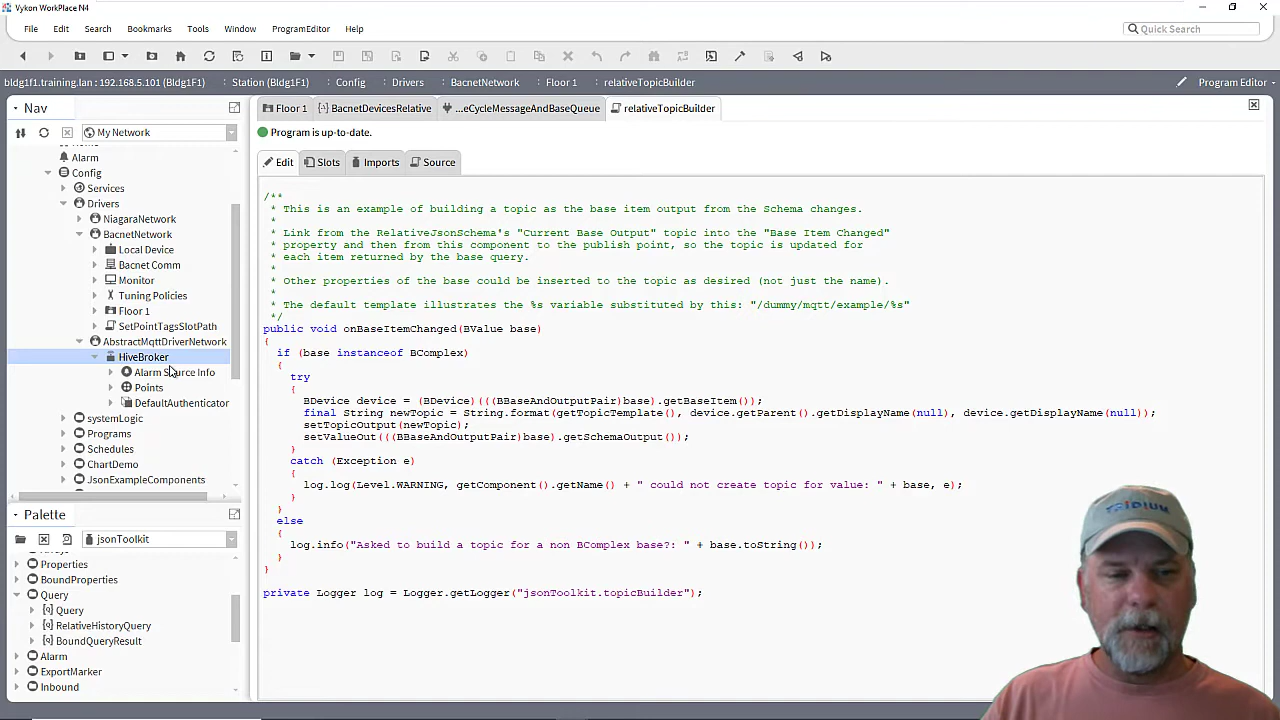 Vykon WorkPlace N4
File Edit Search Bookmarks Tools Window ProgramEditor Help
Quick Search
bldg1f1.training.lan : 192.168.5.101 (Bldg1F1) Station (Bldg1F1) Config Drivers BacnetNetwork Floor 1 relativeTopicBuilder Program Editor
Nav
My Network
Alarm
Config
Services
Drivers
NiagaraNetwork
BacnetNetwork
Local Device
Bacnet Comm
Monitor
Tuning Policies
Floor 1
SetPointTagsSlotPath
AbstractMqttDriverNetwork
HiveBroker
Alarm Source Info
Points
DefaultAuthenticator
systemLogic
Programs
Schedules
ChartDemo
JsonExampleComponents
Palette
jsonToolkit
Properties
BoundProperties
Query
Query
RelativeHistoryQuery
BoundQueryResult
Alarm
ExportMarker
Inbound
Floor 1 BacnetDevicesRelative ...eCycleMessageAndBaseQueue relativeTopicBuilder
Program is up-to-date.
Edit Slots Imports Source
/**
* This is an example of building a topic as the base item output from the Schema changes.
*
* Link from the RelativeJsonSchema's "Current Base Output" topic into the "Base Item Changed"
* property and then from this component to the publish point, so the topic is updated for
* each item returned by the base query.
*
* Other properties of the base could be inserted to the topic as desired (not just the name).
*
* The default template illustrates the %s variable substituted by this: "/dummy/mqtt/example/%s"
*/
public void onBaseItemChanged(BValue base)
{
if (base instanceof BComplex)
{
try
{
BDevice device = (BDevice)(((BBaseAndOutputPair)base).getBaseItem());
final String newTopic = String.format(getTopicTemplate(), device.getParent().getDisplayName(null), device.getDisplayName(null));
setTopicOutput(newTopic);
setValueOut(((BBaseAndOutputPair)base).getSchemaOutput());
}
catch (Exception e)
{
log.log(Level.WARNING, getComponent().getName() + " could not create topic for value: " + base, e);
}
}
else
{
log.info("Asked to build a topic for a non BComplex base?: " + base.toString());
}
}
private Logger log = Logger.getLogger("jsonToolkit.topicBuilder");
TRIDIUM